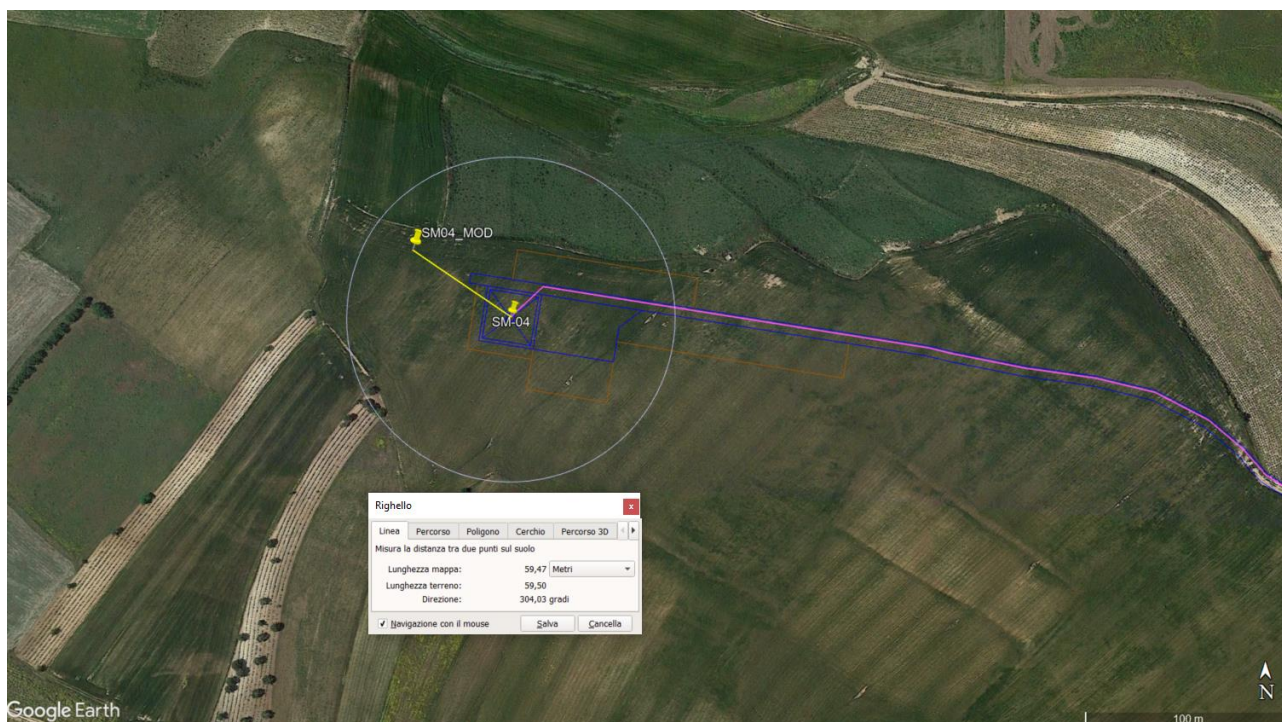 SM04_MOD
SM-04
Righello
x
Linea Percorso Poligono Cerchio Percorso 3D
Misura la distanza tra due punti sul suolo
Lunghezza mappa: 59,47 Metri
Lunghezza terreno: 59,50
Direzione: 304,03 gradi
Navigazione con il mouse Salva Cancella
N
Google Earth
100 m